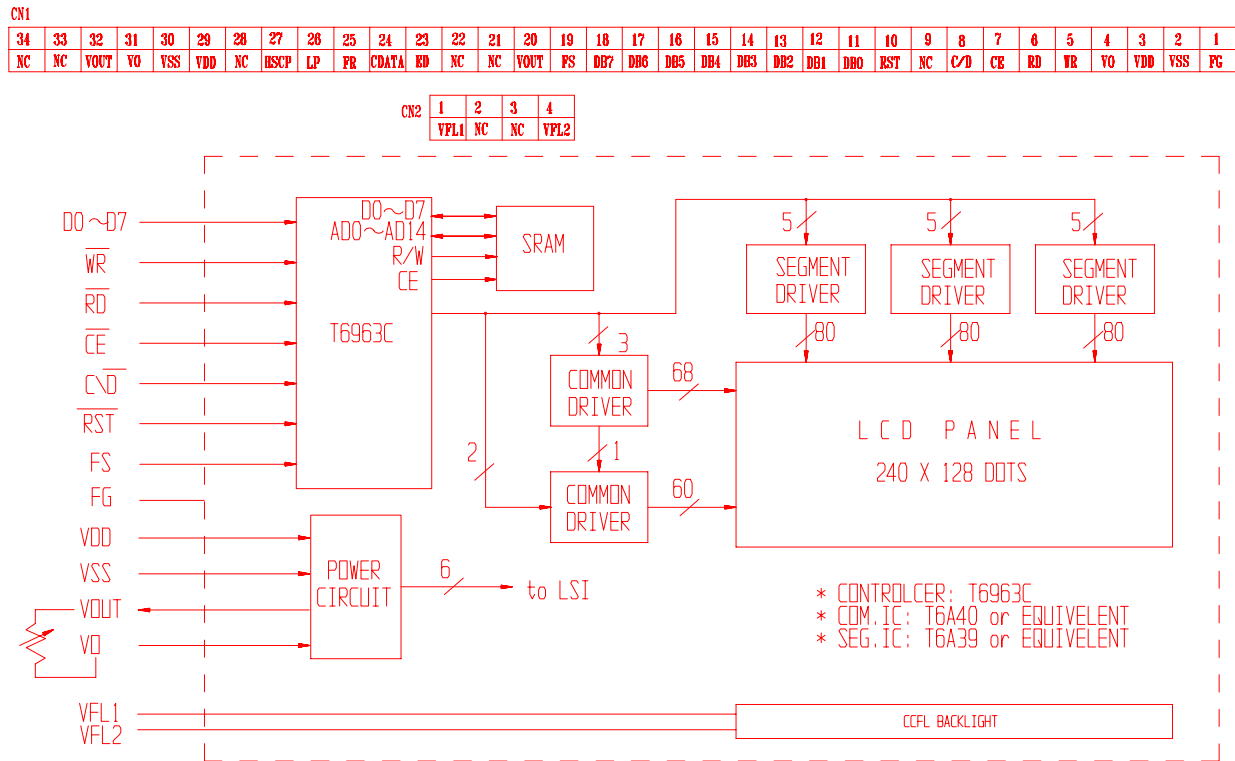 CN1
34 33 32 31 30 29 28 27 26 25 24 23 22 21 20 19 18 17 16 15 14 13 12 11 10 9 8 7 6 5 4 3 2 1
NC NC VOUT VO VSS VDD NC HSCP LP FR CDATA ED NC NC VOUT FS DB7 DB6 DB5 DB4 DB3 DB2 DB1 DB0 RST NC C/D CE RD WR VO VDD VSS FG
CN2 1 2 3 4
VFL1 NC NC VFL2
D0~D7
WR
RD
CE
C\D
RST
FS
FG
VDD
VSS
VOUT
VO
VFL1
VFL2
D0~D7
AD0~AD14
R/W
CE
T6963C
SRAM
5
5
5
SEGMENT
DRIVER
SEGMENT
DRIVER
SEGMENT
DRIVER
80
80
80
3
COMMON
DRIVER
68
1
2
COMMON
DRIVER
60
LCD PANEL
240 X 128 DOTS
POWER
CIRCUIT
6
to LSI
* CONTROLCER: T6963C
* COM.IC: T6A40 or EQUIVELENT
* SEG.IC: T6A39 or EQUIVELENT
CCFL BACKLIGHT